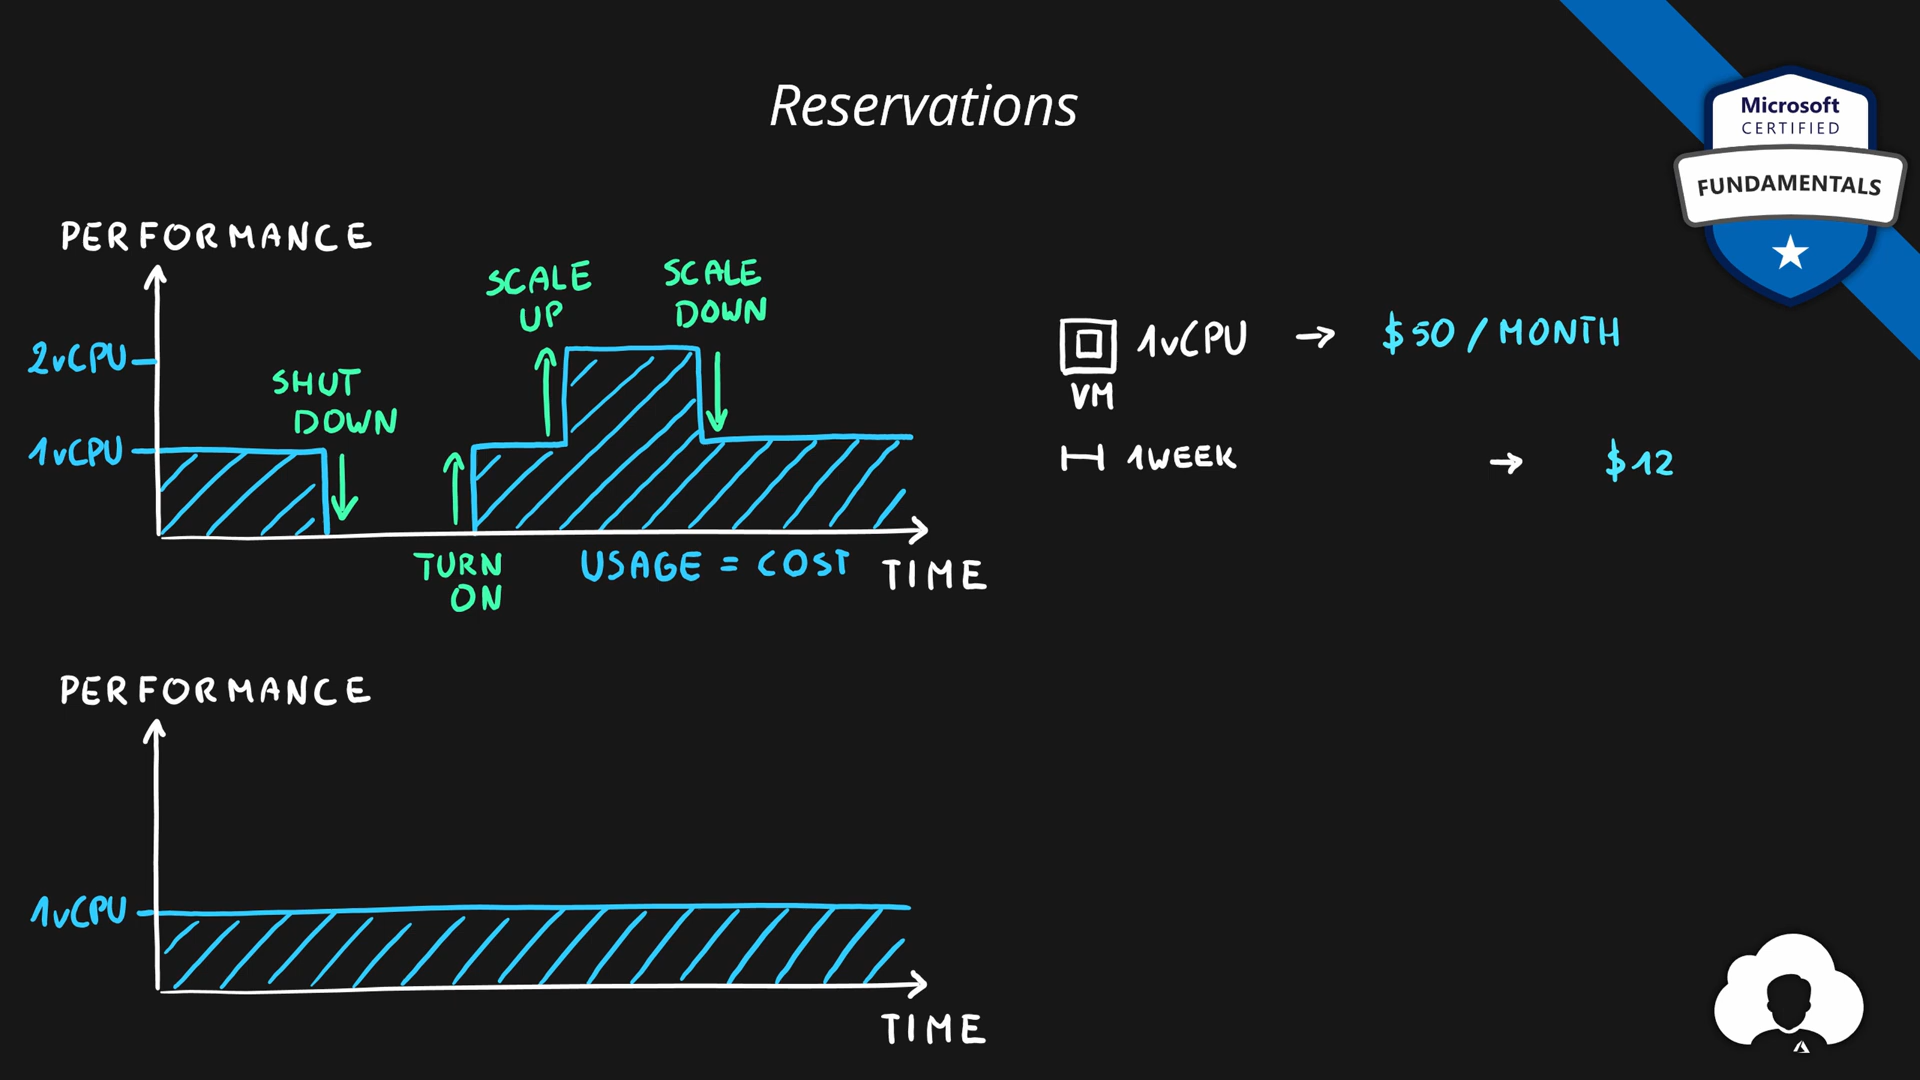 Reservations
Microsoft
CERTIFIED
FUNDAMENTALS
PERFORMANCE
2vCPU
1vCPU
SHUT
DOWN
SCALE
UP
SCALE
DOWN
TURN
ON
USAGE = COST
TIME
1vCPU → $50 / MONTH
VM
1WEEK → $12
PERFORMANCE
1vCPU
TIME